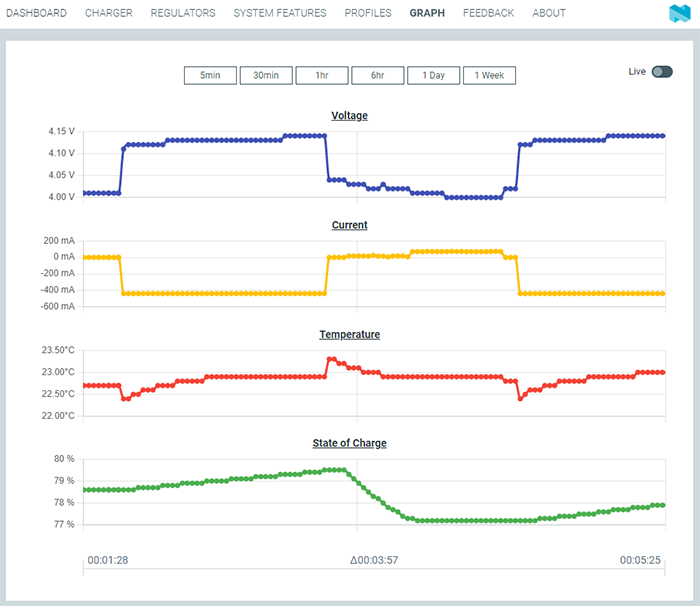 DASHBOARD CHARGER REGULATORS SYSTEM FEATURES PROFILES GRAPH FEEDBACK ABOUT
5min 30min 1hr 6hr 1 Day 1 Week Live
Voltage
4.15 V
4.10 V
4.05 V
4.00 V
Current
200 mA
0 mA
-200 mA
-400 mA
-600 mA
Temperature
23.50°C
23.00°C
22.50°C
22.00°C
State of Charge
80 %
79 %
78 %
77 %
00:01:28 Δ00:03:57 00:05:25